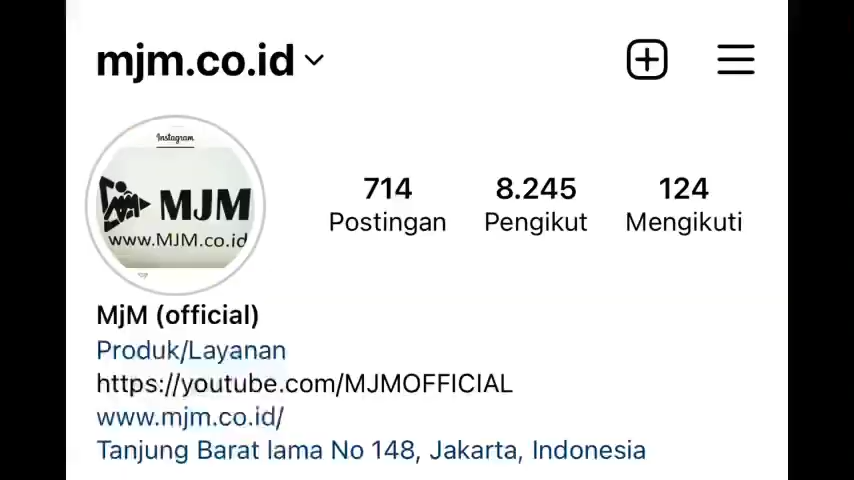 mjm.co.id
714
8.245
124
Postingan
Pengikut
Mengikuti
Instagram
MJM
www.MJM.co.id
MjM (official)
Produk/Layanan
https://youtube.com/MJMOFFICIAL
www.mjm.co.id/
Tanjung Barat lama No 148, Jakarta, Indonesia